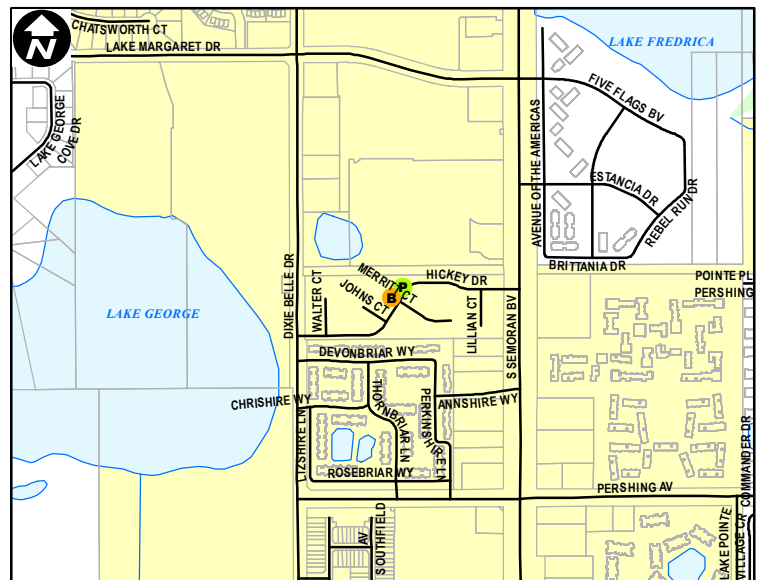 N
CHATSWORTH CT
LAKE MARGARET DR
LAKE FREDRICA
FIVE FLAGS BV
LAKE GEORGE
COVE DR
AVENUE OF THE AMERICAS
ESTANCIA DR
REBEL RUN DR
BRITTANIA DR
POINTE PL
PERSHING
DIXIE BELLE DR
WALTER CT
MERRITT CT
JOHNS CT
P
B
HICKEY DR
LILLIAN CT
S SEMORAN BV
LAKE GEORGE
DEVONBRIAR WY
CHRISHIRE WY
THORNBRIAR LN
PERKINSHIRE LN
ANNSHIRE WY
LIZSHIRE LN
ROSEBRIAR WY
PERSHING AV
COMMANDER DR
AV
SOUTHFIELD
LAKE POINTE
VILLAGE CR